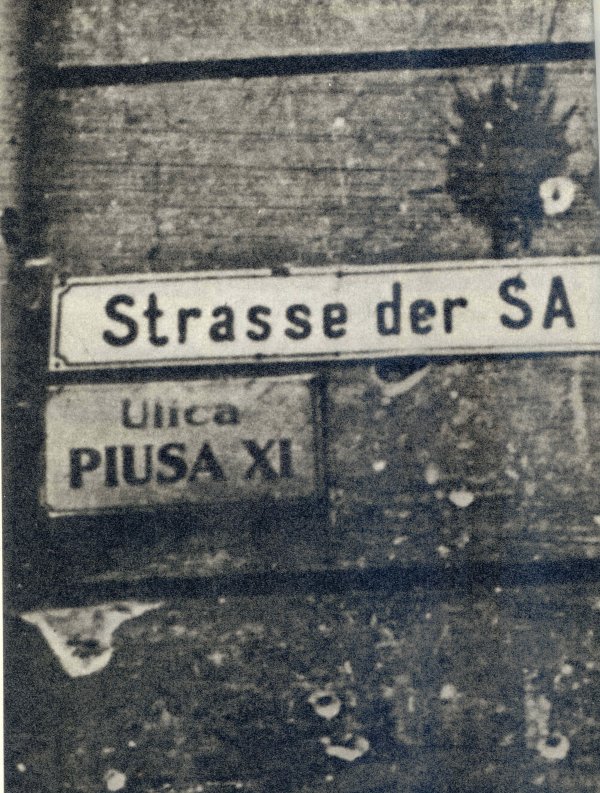 Strasse der SA
Ulica
PIUSA XI